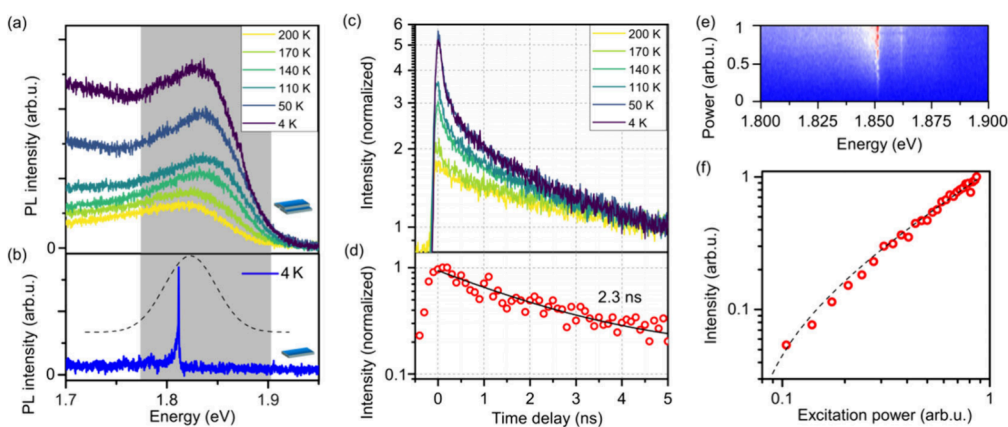 (a)
PL intensity (arb.u.)
0
200 K
170 K
140 K
110 K
50 K
4 K
(b)
PL intensity (arb.u.)
0
4 K
1.7
1.8
1.9
Energy (eV)
(c)
Intensity (normalized)
6
5
4
3
2
1
200 K
170 K
140 K
110 K
50 K
4 K
(d)
Intensity (normalized)
1
0.1
2.3 ns
0
1
2
3
4
5
Time delay (ns)
(e)
Power (arb.u.)
1
0.5
0
1.800
1.825
1.850
1.875
1.900
Energy (eV)
(f)
Intensity (arb.u.)
1
0.1
0.1
1
Excitation power (arb.u.)